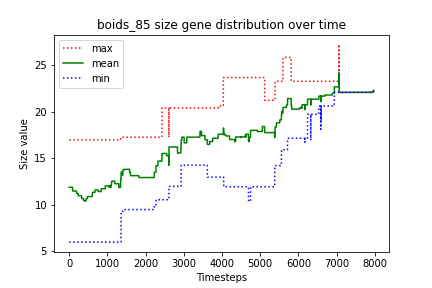 boids_85 size gene distribution over time
max
mean
min
Size value
25
20
15
10
5
0 1000 2000 3000 4000 5000 6000 7000 8000
Timesteps